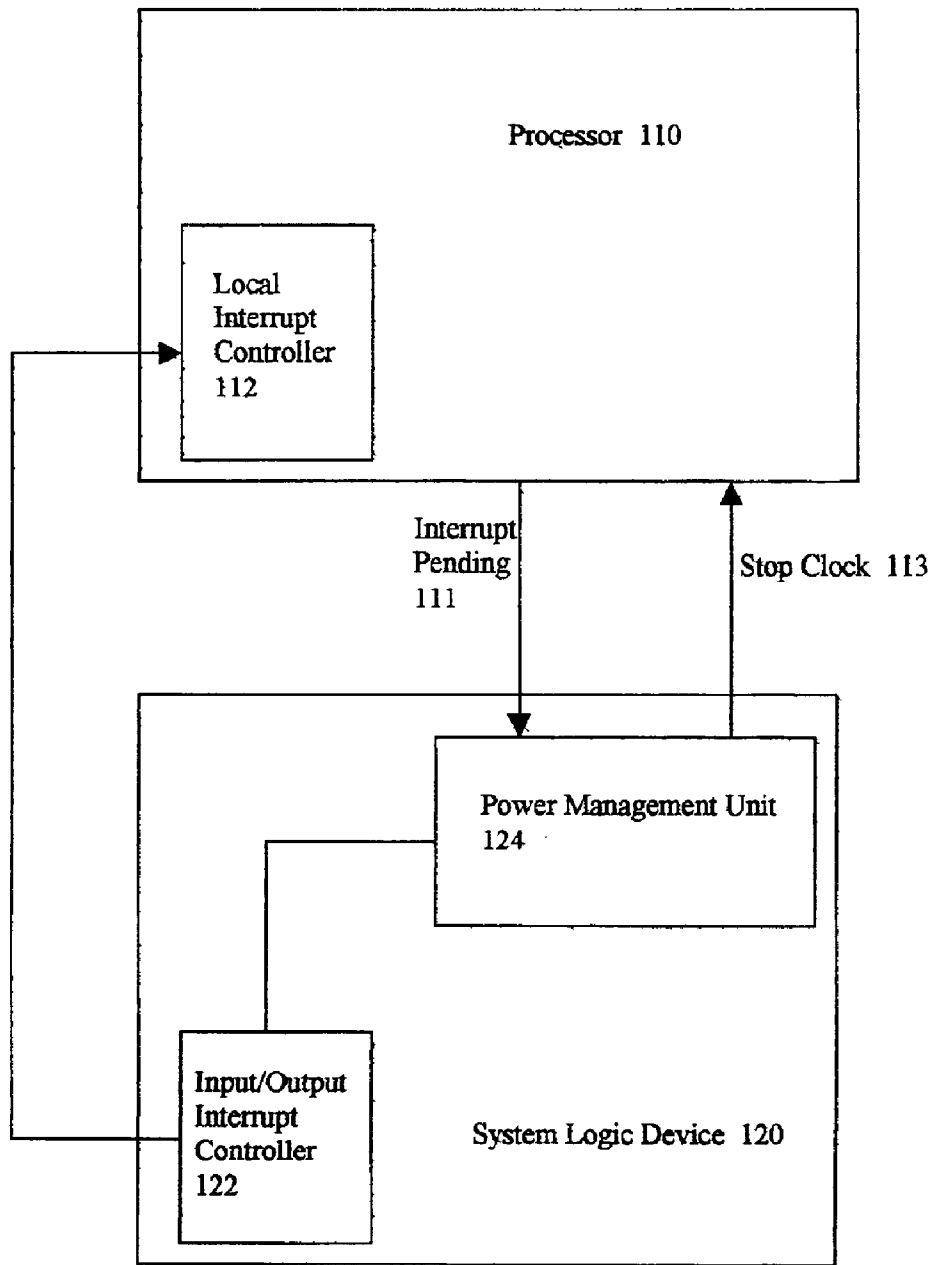 Processor 110
Local
Interrupt
Controller
112
Interrupt
Pending
111
Stop Clock 113
Power Management Unit
124
Input/Output
Interrupt
Controller
122
System Logic Device 120